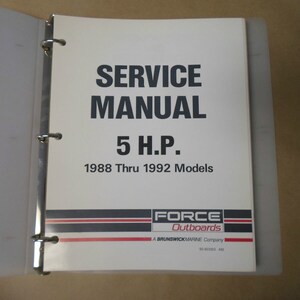 SERVICE
MANUAL
5 H.P.
1988 Thru 1992 Models
FORCE
Outboards
A BRUNSWICK MARINE Company